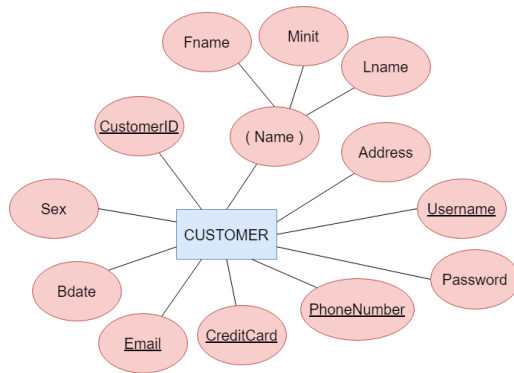 Minit
Fname
Lname
CustomerID
( Name )
Address
Sex
Username
CUSTOMER
Password
Bdate
PhoneNumber
CreditCard
Email